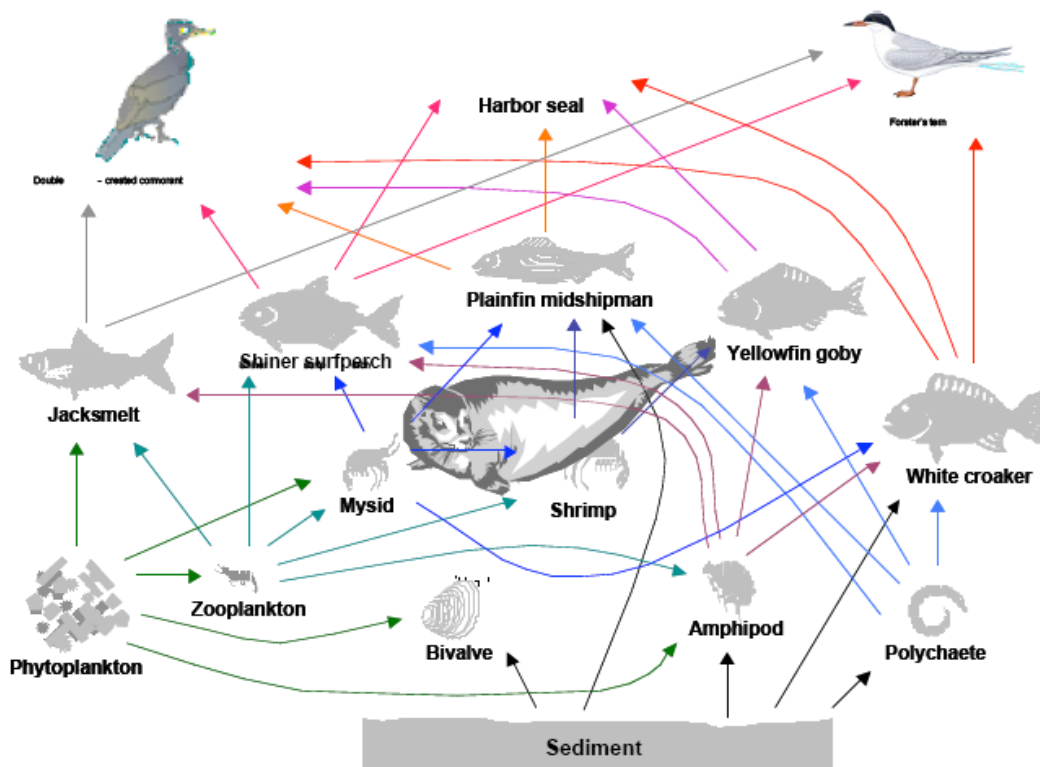 Harbor seal
Forster's tern
Double – created cormorant
Plainfin midshipman
Shiner surfperch
Yellowfin goby
Jacksmelt
White croaker
Mysid
Shrimp
Zooplankton
Amphipod
Bivalve
Polychaete
Phytoplankton
Sediment